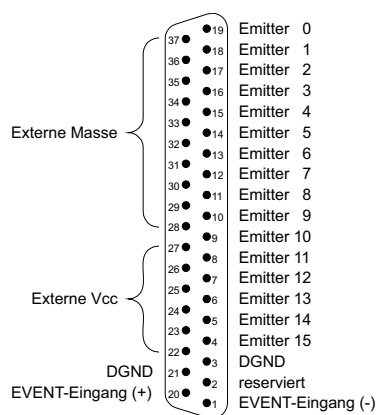 19 Emitter 0
37
18 Emitter 1
36
17 Emitter 2
35
16 Emitter 3
34
15 Emitter 4
33
Externe Masse
14 Emitter 5
32
13 Emitter 6
31
12 Emitter 7
30
11 Emitter 8
29
10 Emitter 9
28
9 Emitter 10
27
8 Emitter 11
26
7 Emitter 12
25
Externe Vcc
6 Emitter 13
24
5 Emitter 14
23
4 Emitter 15
22
3 DGND
DGND 21
2 reserviert
EVENT-Eingang (+) 20
1 EVENT-Eingang (-)